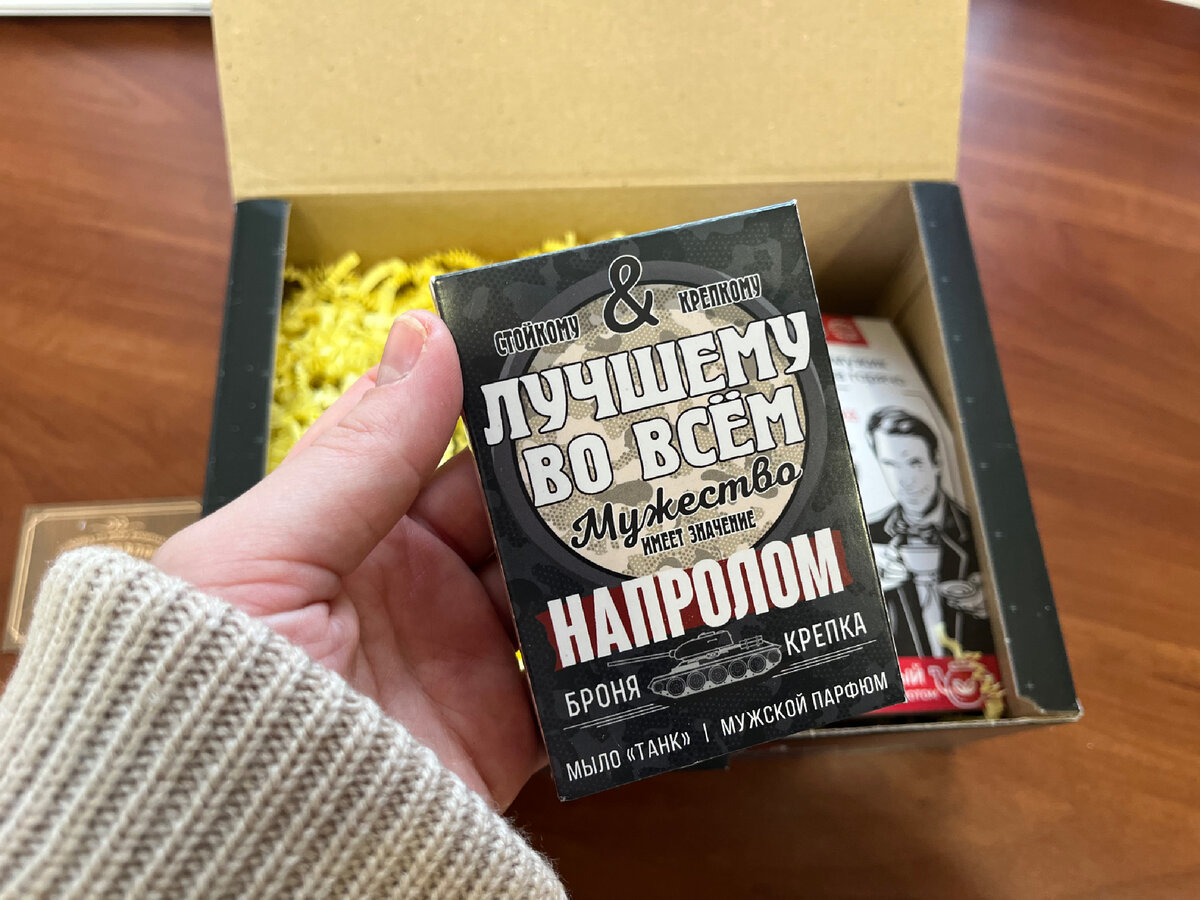 СТОЙКОМУ & КРЕПКОМУ
ЛУЧШЕМУ
ВО ВСЁМ
Мужество
ИМЕЕТ ЗНАЧЕНИЕ
НАПРОЛОМ
БРОНЯ КРЕПКА
МЫЛО «ТАНК» | МУЖСКОЙ ПАРФЮМ